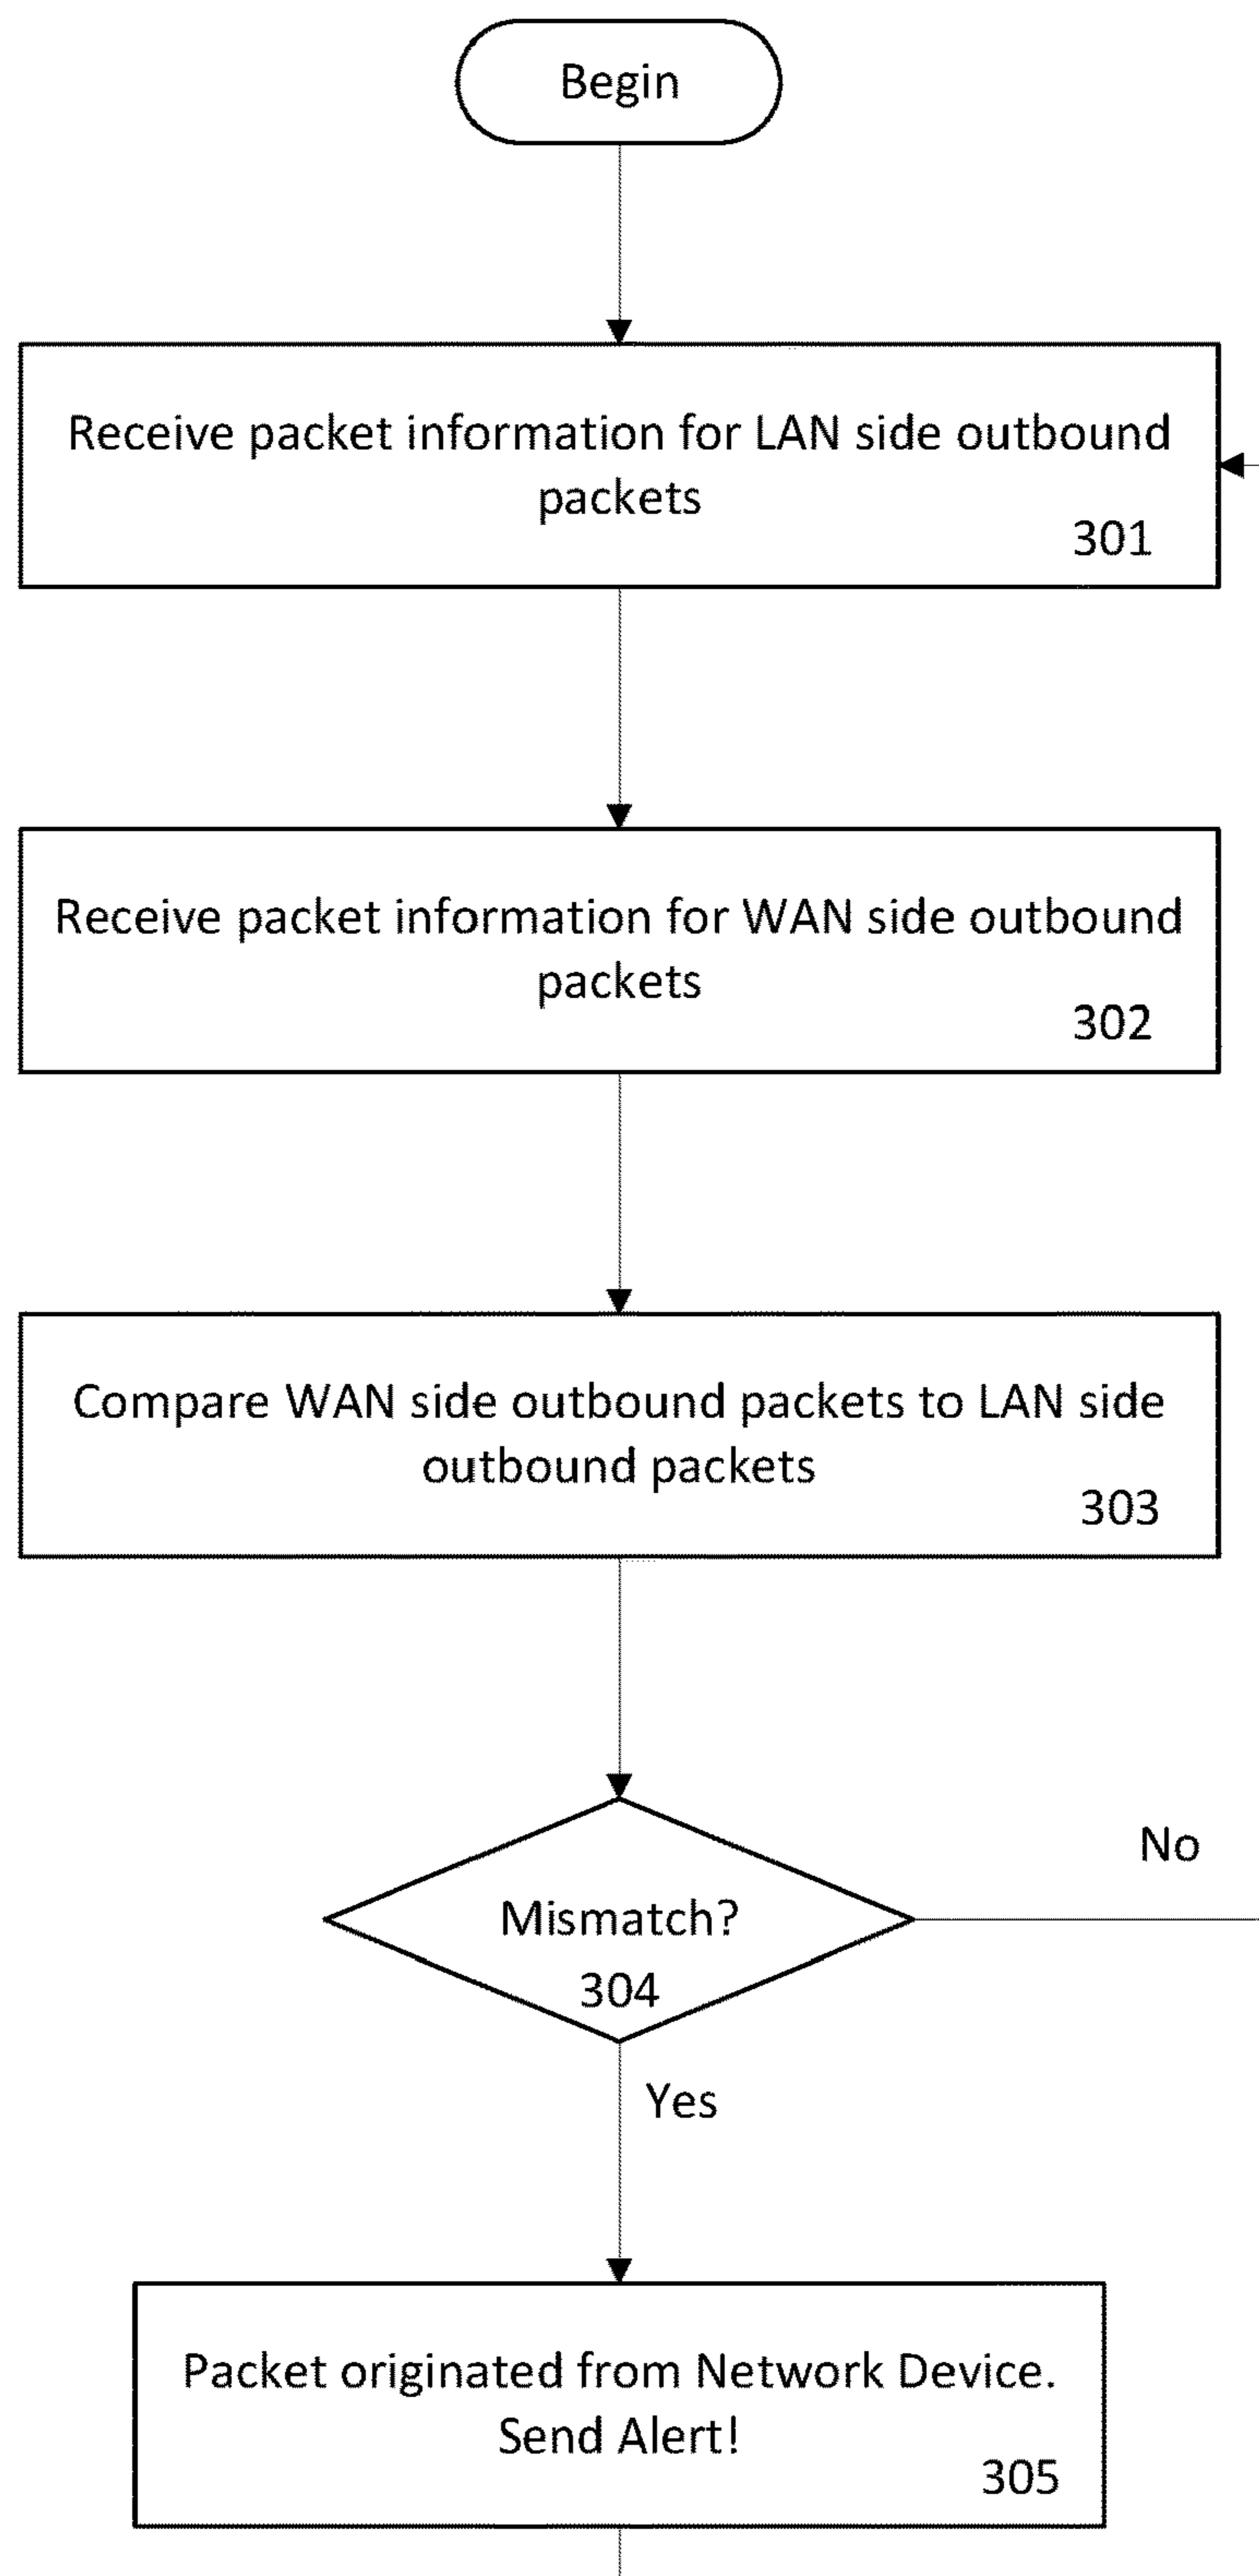 Begin
Receive packet information for LAN side outbound
packets
301
Receive packet information for WAN side outbound
packets
302
Compare WAN side outbound packets to LAN side
outbound packets
303
No
Mismatch?
304
Yes
Packet originated from Network Device.
Send Alert!
305